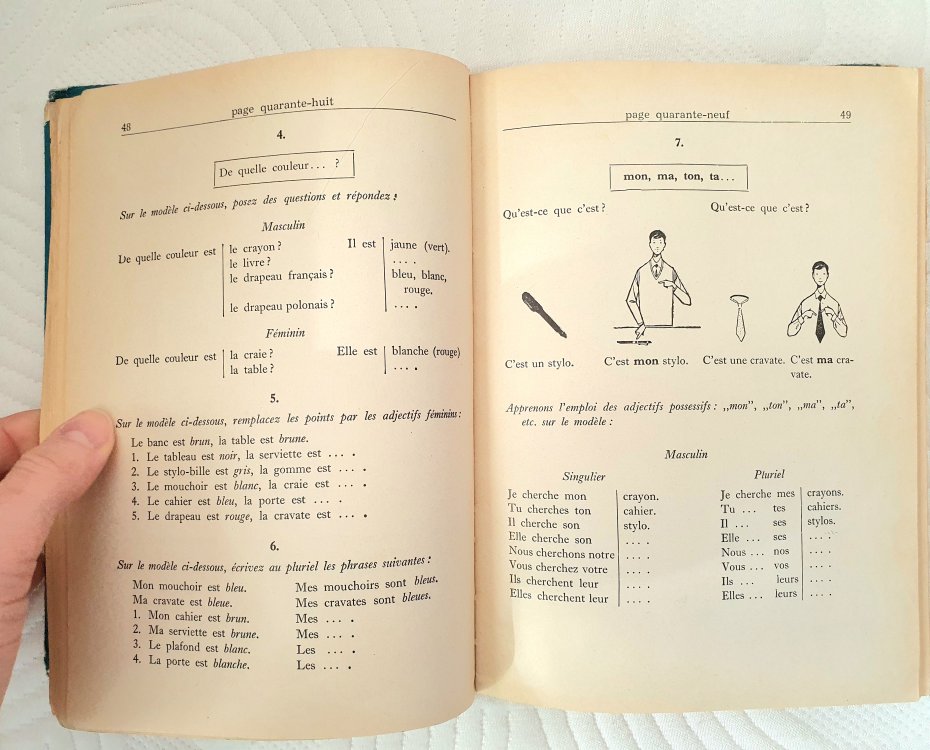 48
page quarante-huit
4.
De quelle couleur... ?
Sur le modèle ci-dessous, posez des questions et répondez :
Masculin
De quelle couleur est le crayon ? Il est jaune (vert).
le livre ? ....
le drapeau français ? bleu, blanc,
rouge.
le drapeau polonais ? ....
Féminin
De quelle couleur est la craie ? Elle est blanche (rouge)
la table ? ....
5.
Sur le modèle ci-dessous, remplacez les points par les adjectifs féminins :
Le banc est brun, la table est brune.
1. Le tableau est noir, la serviette est ... .
2. Le stylo-bille est gris, la gomme est ... .
3. Le mouchoir est blanc, la craie est ... .
4. Le cahier est bleu, la porte est ... .
5. Le drapeau est rouge, la cravate est ... .
6.
Sur le modèle ci-dessous, écrivez au pluriel les phrases suivantes :
Mon mouchoir est bleu. Mes mouchoirs sont bleus.
Ma cravate est bleue. Mes cravates sont bleues.
1. Mon cahier est brun. Mes ... .
2. Ma serviette est brune. Mes ... .
3. Le plafond est blanc. Les ... .
4. La porte est blanche. Les ... .
page quarante-neuf
49
7.
mon, ma, ton, ta...
Qu'est-ce que c'est ? Qu'est-ce que c'est ?
C'est un stylo. C'est mon stylo. C'est une cravate. C'est ma cra-
vate.
Apprenons l'emploi des adjectifs possessifs : „mon”, „ton”, „ma”, „ta”,
etc. sur le modèle :
Masculin
Singulier Pluriel
Je cherche mon crayon. Je cherche mes crayons.
Tu cherches ton cahier. Tu ... tes cahiers.
Il cherche son stylo. Il ... ses stylos.
Elle cherche son .... Elle ... ses ....
Nous cherchons notre .... Nous ... nos ....
Vous cherchez votre .... Vous ... vos ....
Ils cherchent leur .... Ils ... leurs ....
Elles cherchent leur .... Elles ... leurs ....